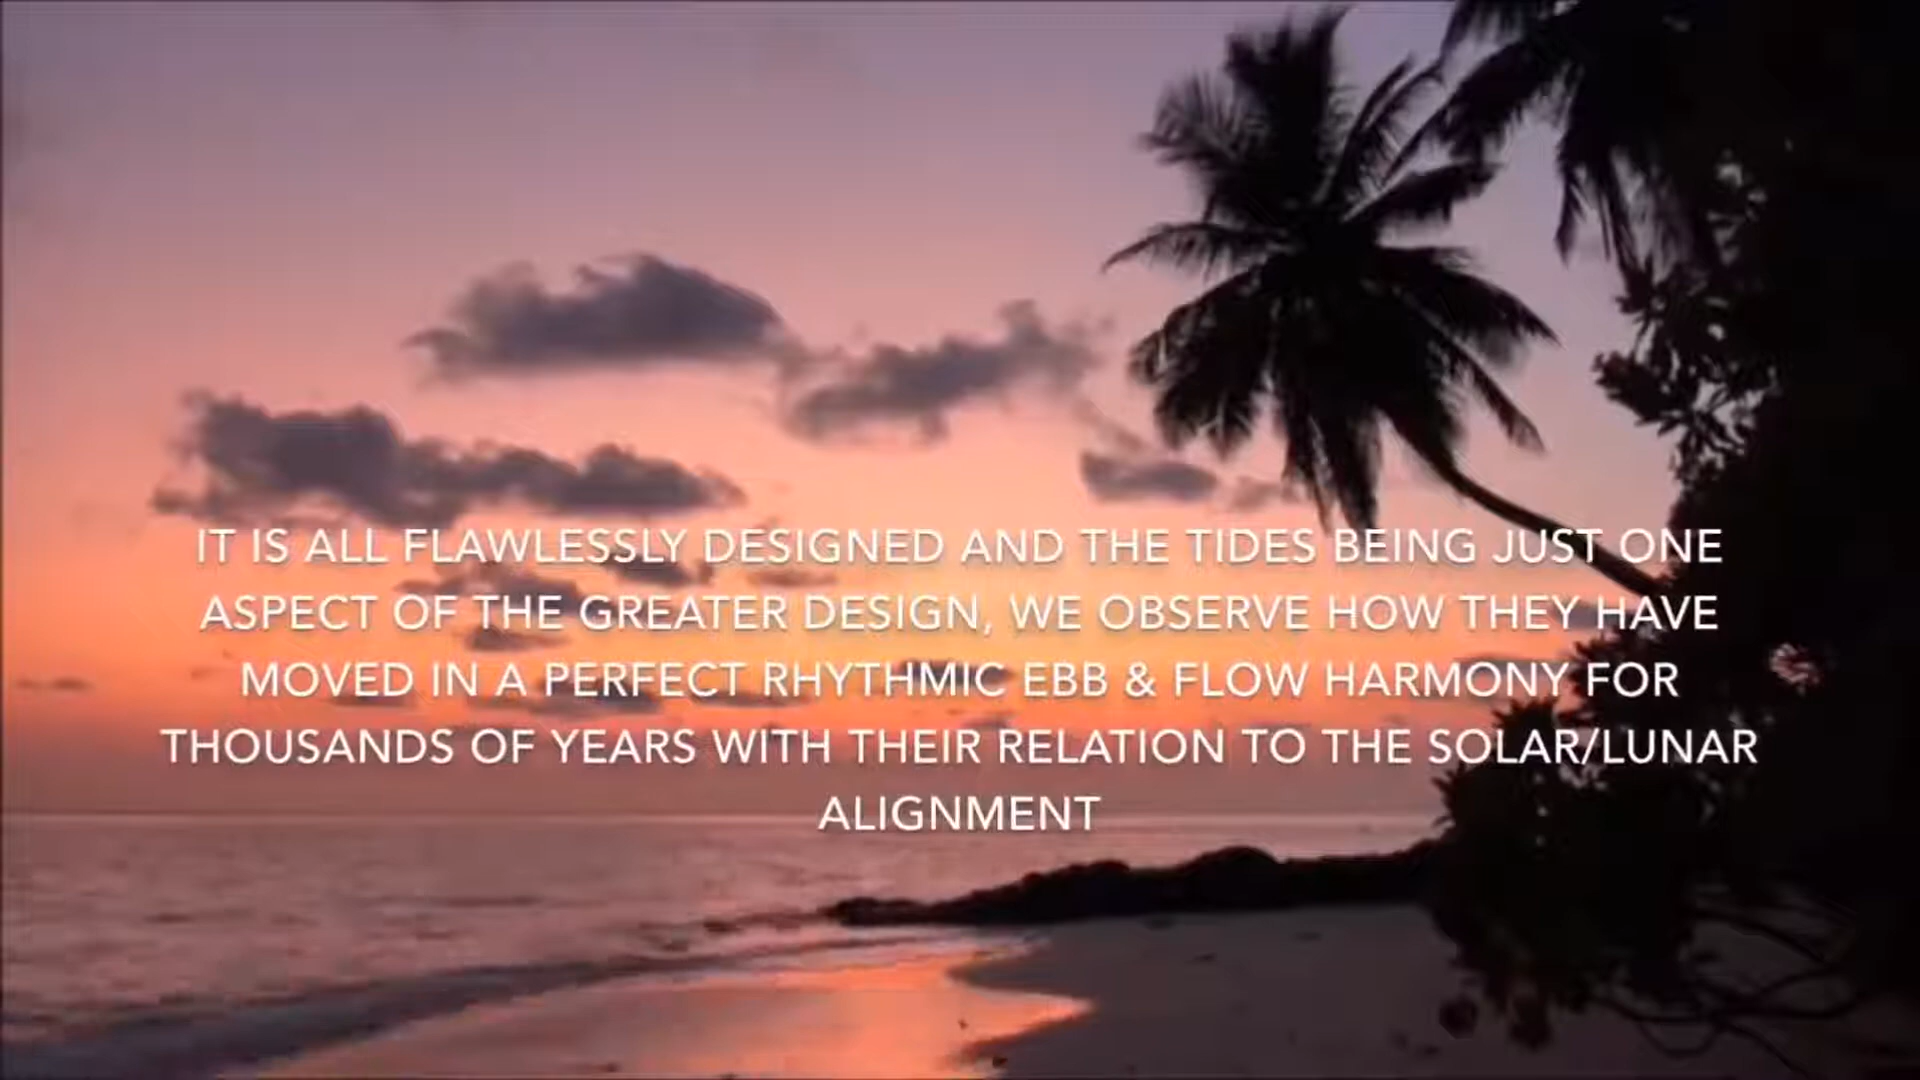 IT IS ALL FLAWLESSLY DESIGNED AND THE TIDES BEING JUST ONE
ASPECT OF THE GREATER DESIGN, WE OBSERVE HOW THEY HAVE
MOVED IN A PERFECT RHYTHMIC EBB & FLOW HARMONY FOR
THOUSANDS OF YEARS WITH THEIR RELATION TO THE SOLAR/LUNAR
ALIGNMENT